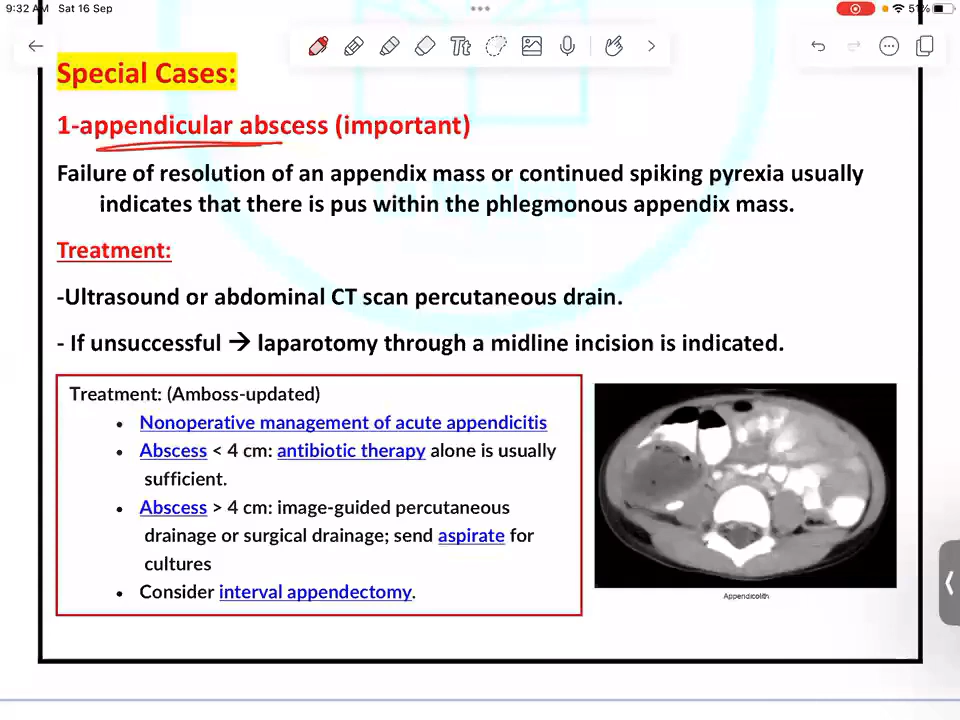 9:32 AM Sat 16 Sep
51%
Tt
Special Cases:
1-appendicular abscess (important)
Failure of resolution of an appendix mass or continued spiking pyrexia usually
indicates that there is pus within the phlegmonous appendix mass.
Treatment:
-Ultrasound or abdominal CT scan percutaneous drain.
- If unsuccessful → laparotomy through a midline incision is indicated.
Treatment: (Amboss-updated)
• Nonoperative management of acute appendicitis
• Abscess < 4 cm: antibiotic therapy alone is usually
sufficient.
• Abscess > 4 cm: image-guided percutaneous
drainage or surgical drainage; send aspirate for
cultures
• Consider interval appendectomy.
Appendicolith